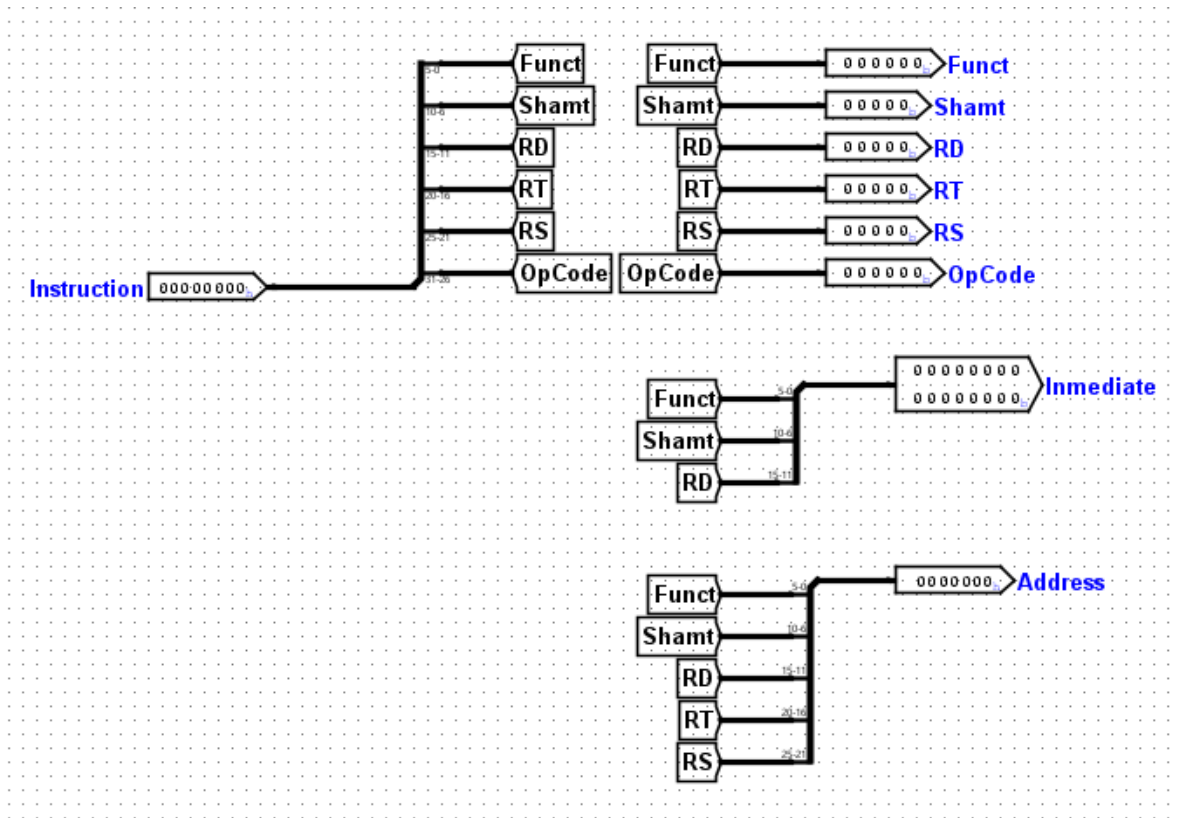 5-0 Funct Funct 000000 Funct
10-6 Shamt Shamt 00000 Shamt
15-11 RD RD 00000 RD
20-16 RT RT 00000 RT
25-21 RS RS 00000 RS
31-26 OpCode OpCode 000000 OpCode
Instruction 00000000
00000000
Funct 5-0 00000000 Inmediate
Shamt 10-6
RD 15-11
Funct 5-0 0000000 Address
Shamt 10-6
RD 15-11
RT 20-16
RS 25-21